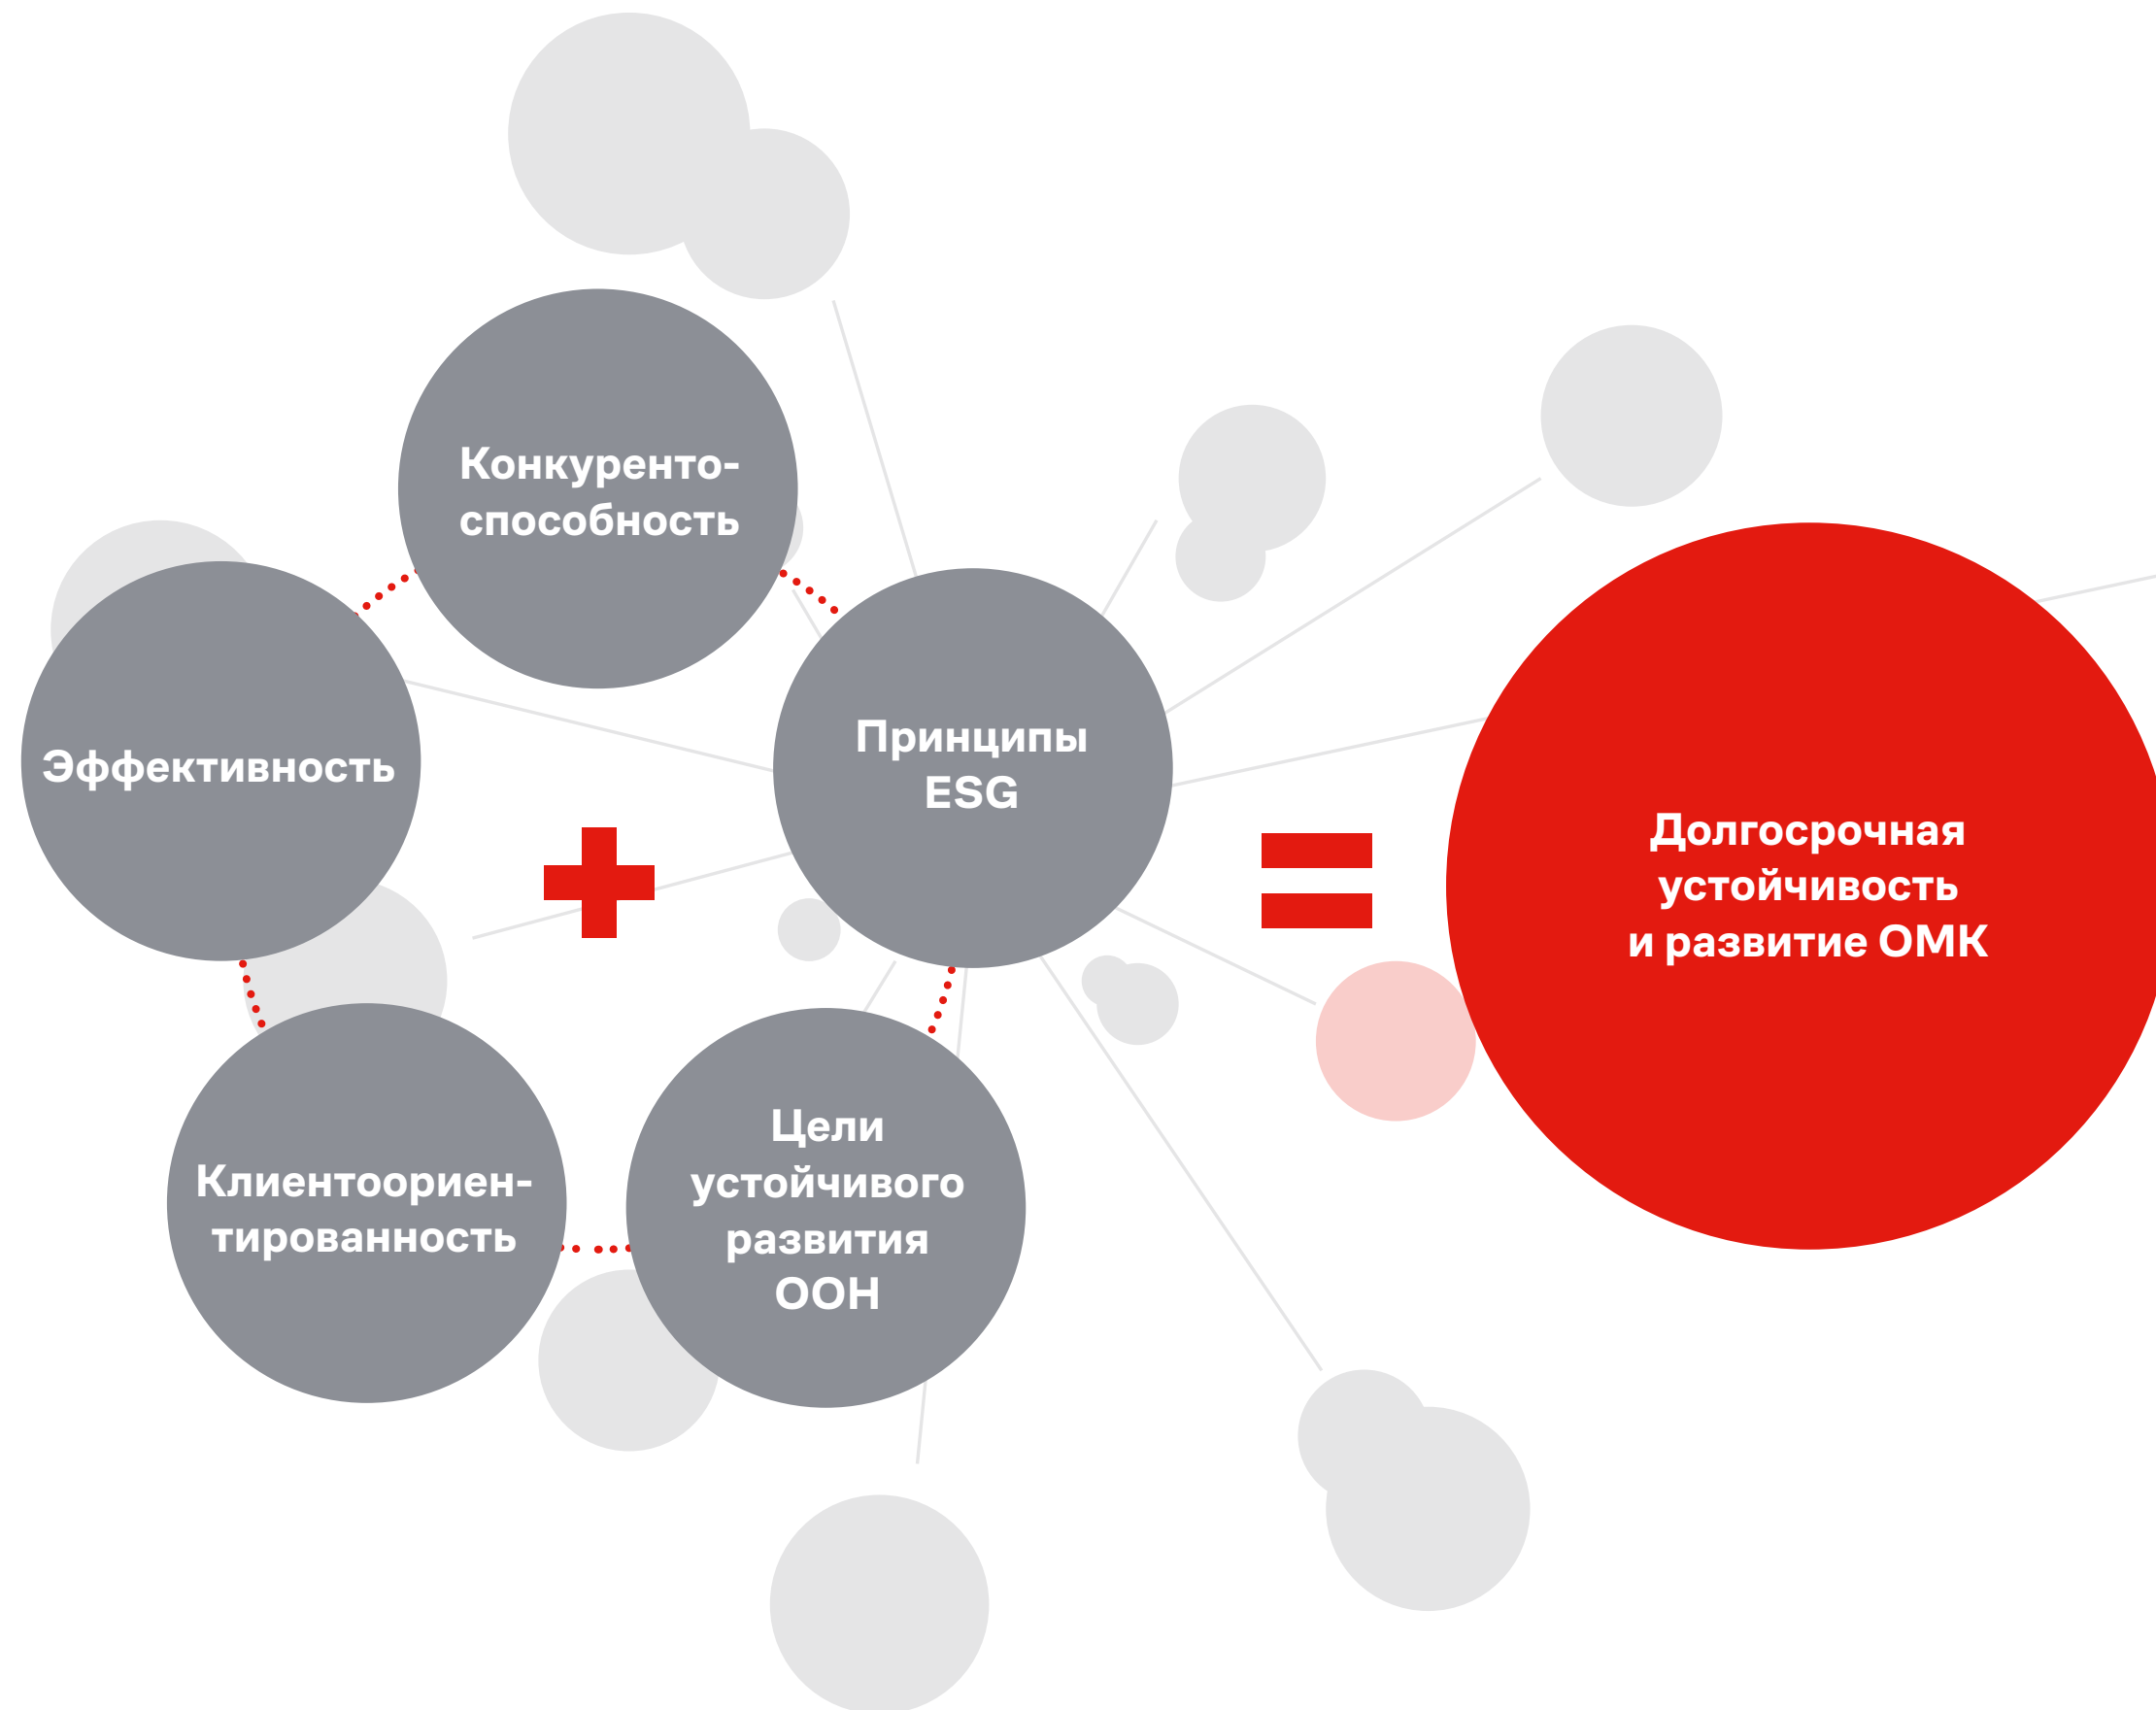 Конкуренто-
способность
Эффективность
Принципы
ESG
Долгосрочная
устойчивость
и развитие ОМК
Клиентоориен-
тированность
Цели
устойчивого
развития
ООН